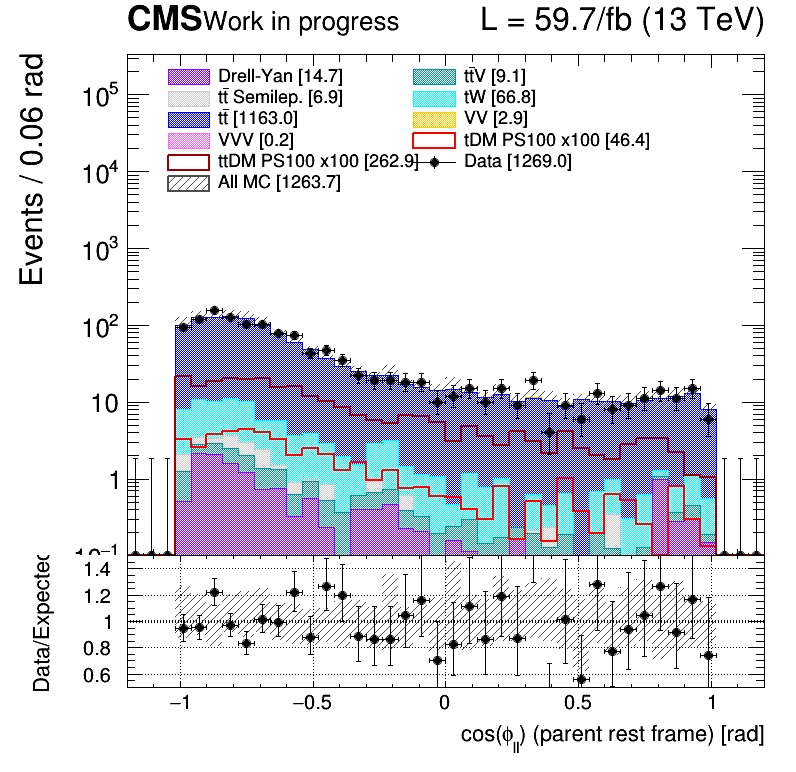 CMS Work in progress L = 59.7/fb (13 TeV)
Events / 0.06 rad
Drell-Yan [14.7] tt̄V [9.1]
tt̄ Semilep. [6.9] tW [66.8]
tt̄ [1163.0] VV [2.9]
VVV [0.2] tDM PS100 x100 [46.4]
ttDM PS100 x100 [262.9] Data [1269.0]
All MC [1263.7]
10⁵
10⁴
10³
10²
10
1
10⁻¹
Data/Expected
1.4
1.2
1
0.8
0.6
−1 −0.5 0 0.5 1
cos(ϕ_ll) (parent rest frame) [rad]